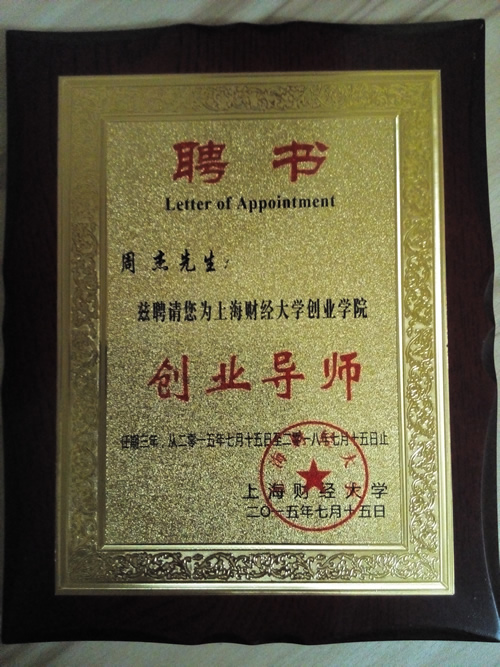 聘书
Letter of Appointment
周杰先生:
兹聘请您为上海财经大学创业学院
创业导师
任期三年，从二零一五年七月十五日至二零一八年七月十五日止
上海财经大学
二〇一五年七月十五日